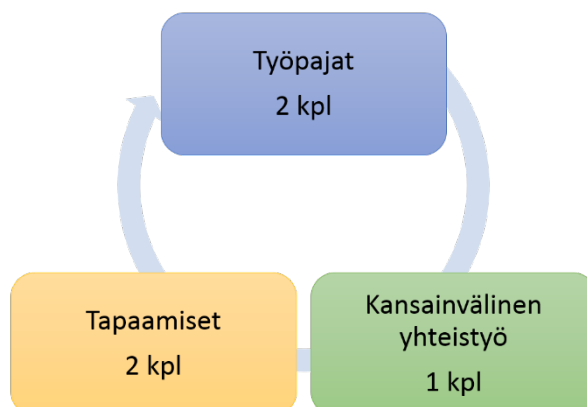 Työpajat
2 kpl
Tapaamiset
2 kpl
Kansainvälinen
yhteistyö
1 kpl